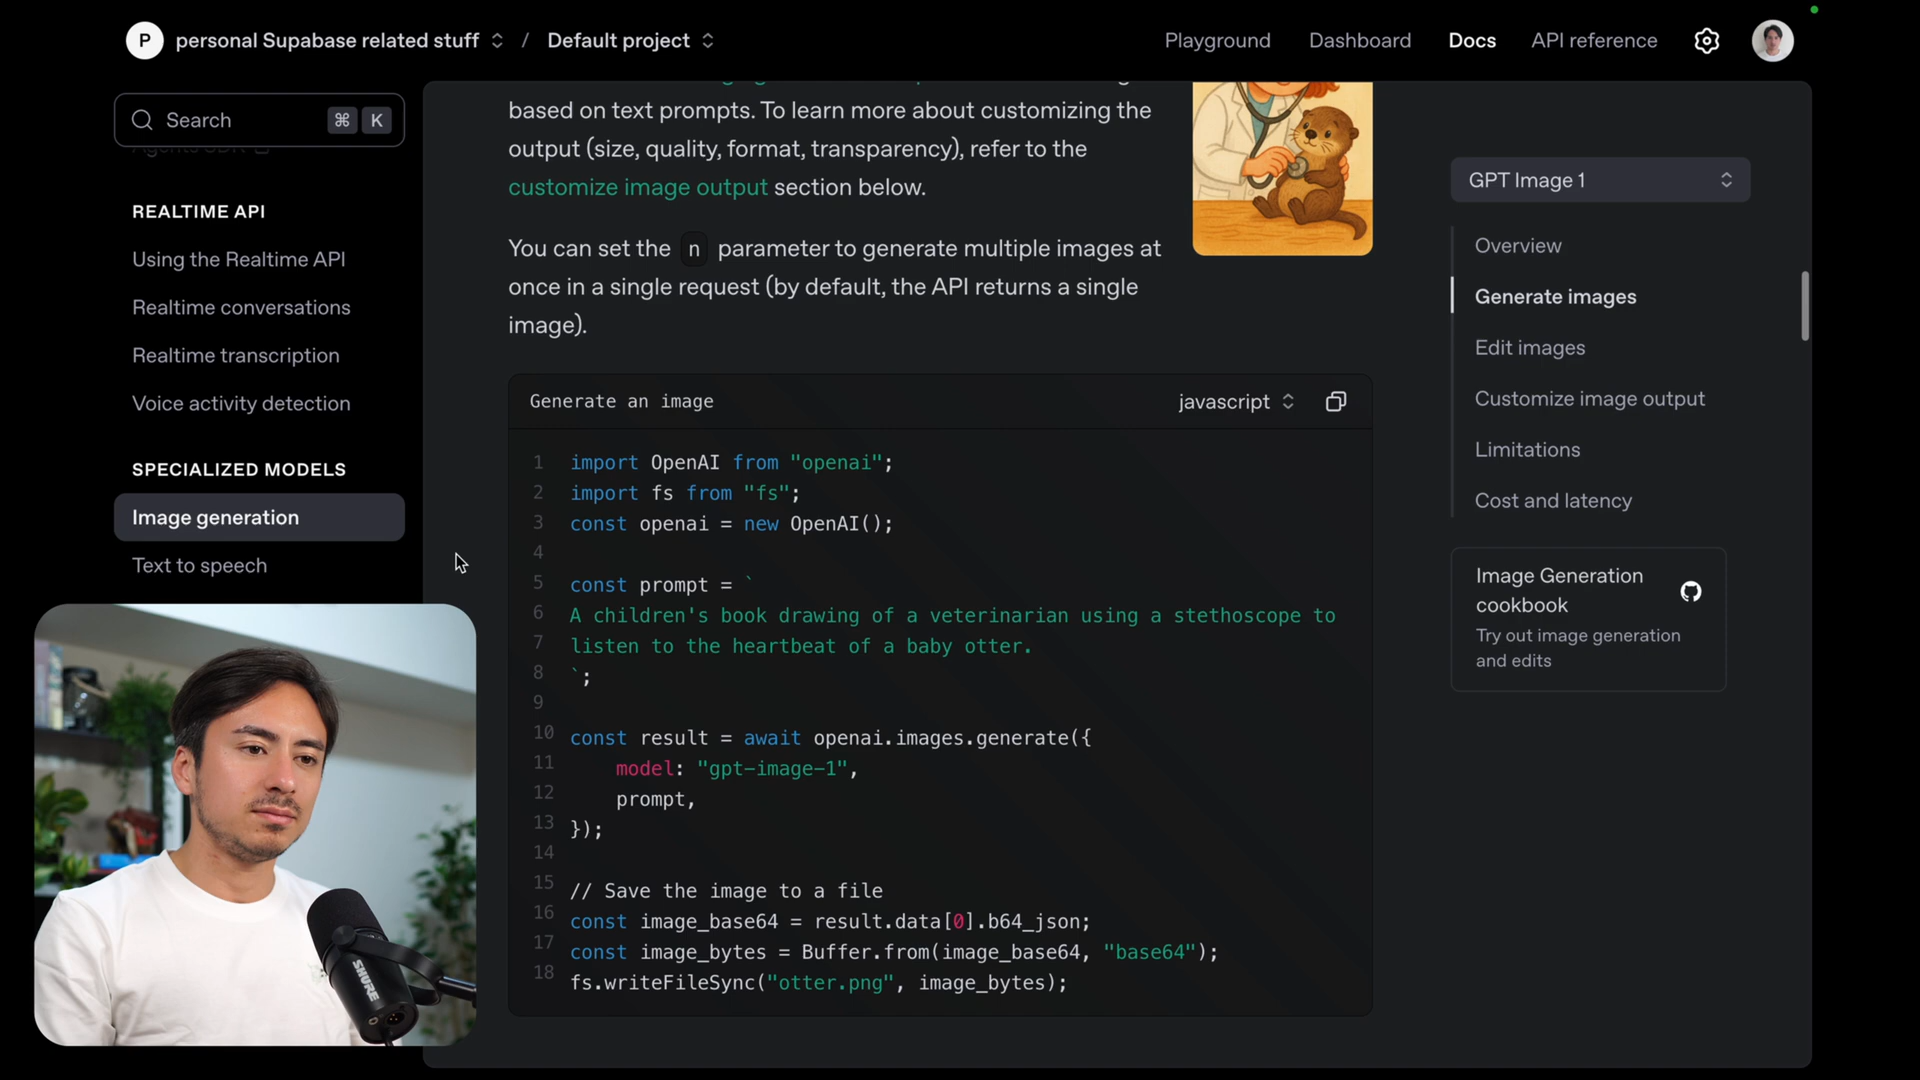 P personal Supabase related stuff / Default project
Playground Dashboard Docs API reference
Search ⌘ K
REALTIME API
Using the Realtime API
Realtime conversations
Realtime transcription
Voice activity detection
SPECIALIZED MODELS
Image generation
Text to speech
based on text prompts. To learn more about customizing the
output (size, quality, format, transparency), refer to the
customize image output section below.
You can set the n parameter to generate multiple images at
once in a single request (by default, the API returns a single
image).
Generate an image javascript
1 import OpenAI from "openai";
2 import fs from "fs";
3 const openai = new OpenAI();
4
5 const prompt = `
6 A children's book drawing of a veterinarian using a stethoscope to
7 listen to the heartbeat of a baby otter.
8 `;
9
10 const result = await openai.images.generate({
11 model: "gpt-image-1",
12 prompt,
13 });
14
15 // Save the image to a file
16 const image_base64 = result.data[0].b64_json;
17 const image_bytes = Buffer.from(image_base64, "base64");
18 fs.writeFileSync("otter.png", image_bytes);
GPT Image 1
Overview
Generate images
Edit images
Customize image output
Limitations
Cost and latency
Image Generation
cookbook
Try out image generation
and edits
SHURE